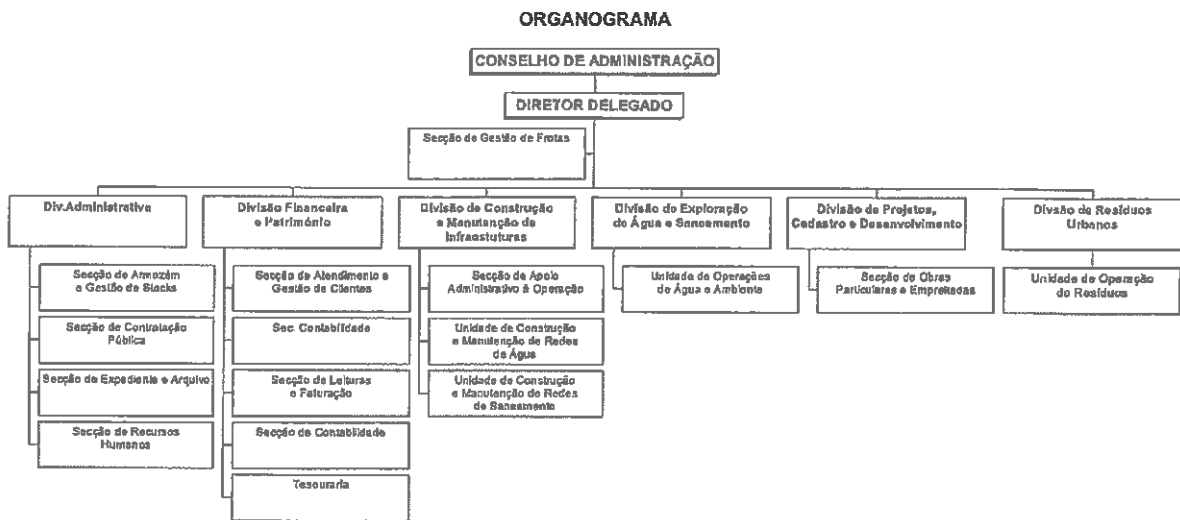 ORGANOGRAMA
CONSELHO DE ADMINISTRAÇÃO
DIRETOR DELEGADO
Secção de Gestão de Frotas
Div.Administrativa
Divisão Financeira
e Património
Divisão de Construção
e Manutenção de
Infraestuturas
Divisão de Exploração
de Água e Saneamento
Divisão de Projetos,
Cadastro e Desenvolvimento
Divsão de Resíduos
Urbanos
Secção de Armazém
e Gestão de Stocks
Secção de Contratação
Pública
Secção de Expediente e Arquivo
Secção de Recursos
Humanos
Secção de Atendimento e
Gestão de Clientes
Sec. Contabilidade
Secção de Leituras
e Faturação
Secção de Contabilidade
Tesouraria
Secção de Apoio
Administrativo à Operação
Unidade de Construção
e Manutenção de Redes
de Água
Unidade de Construção
e Manutenção de Redes
de Saneamento
Unidade de Operações
de Água e Ambiente
Secção de Obras
Particulares e Empreitadas
Unidade de Operação
de Resíduos